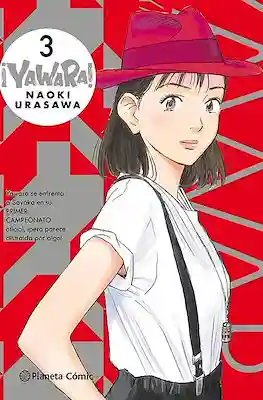 3
¡YAWARA!
NAOKI
URASAWA
Yawara se enfrenta
a Sayaka en su
PRIMER
CAMPEONATO
oficial, ¡pero parece
distraída por algo!
Planeta Cómic